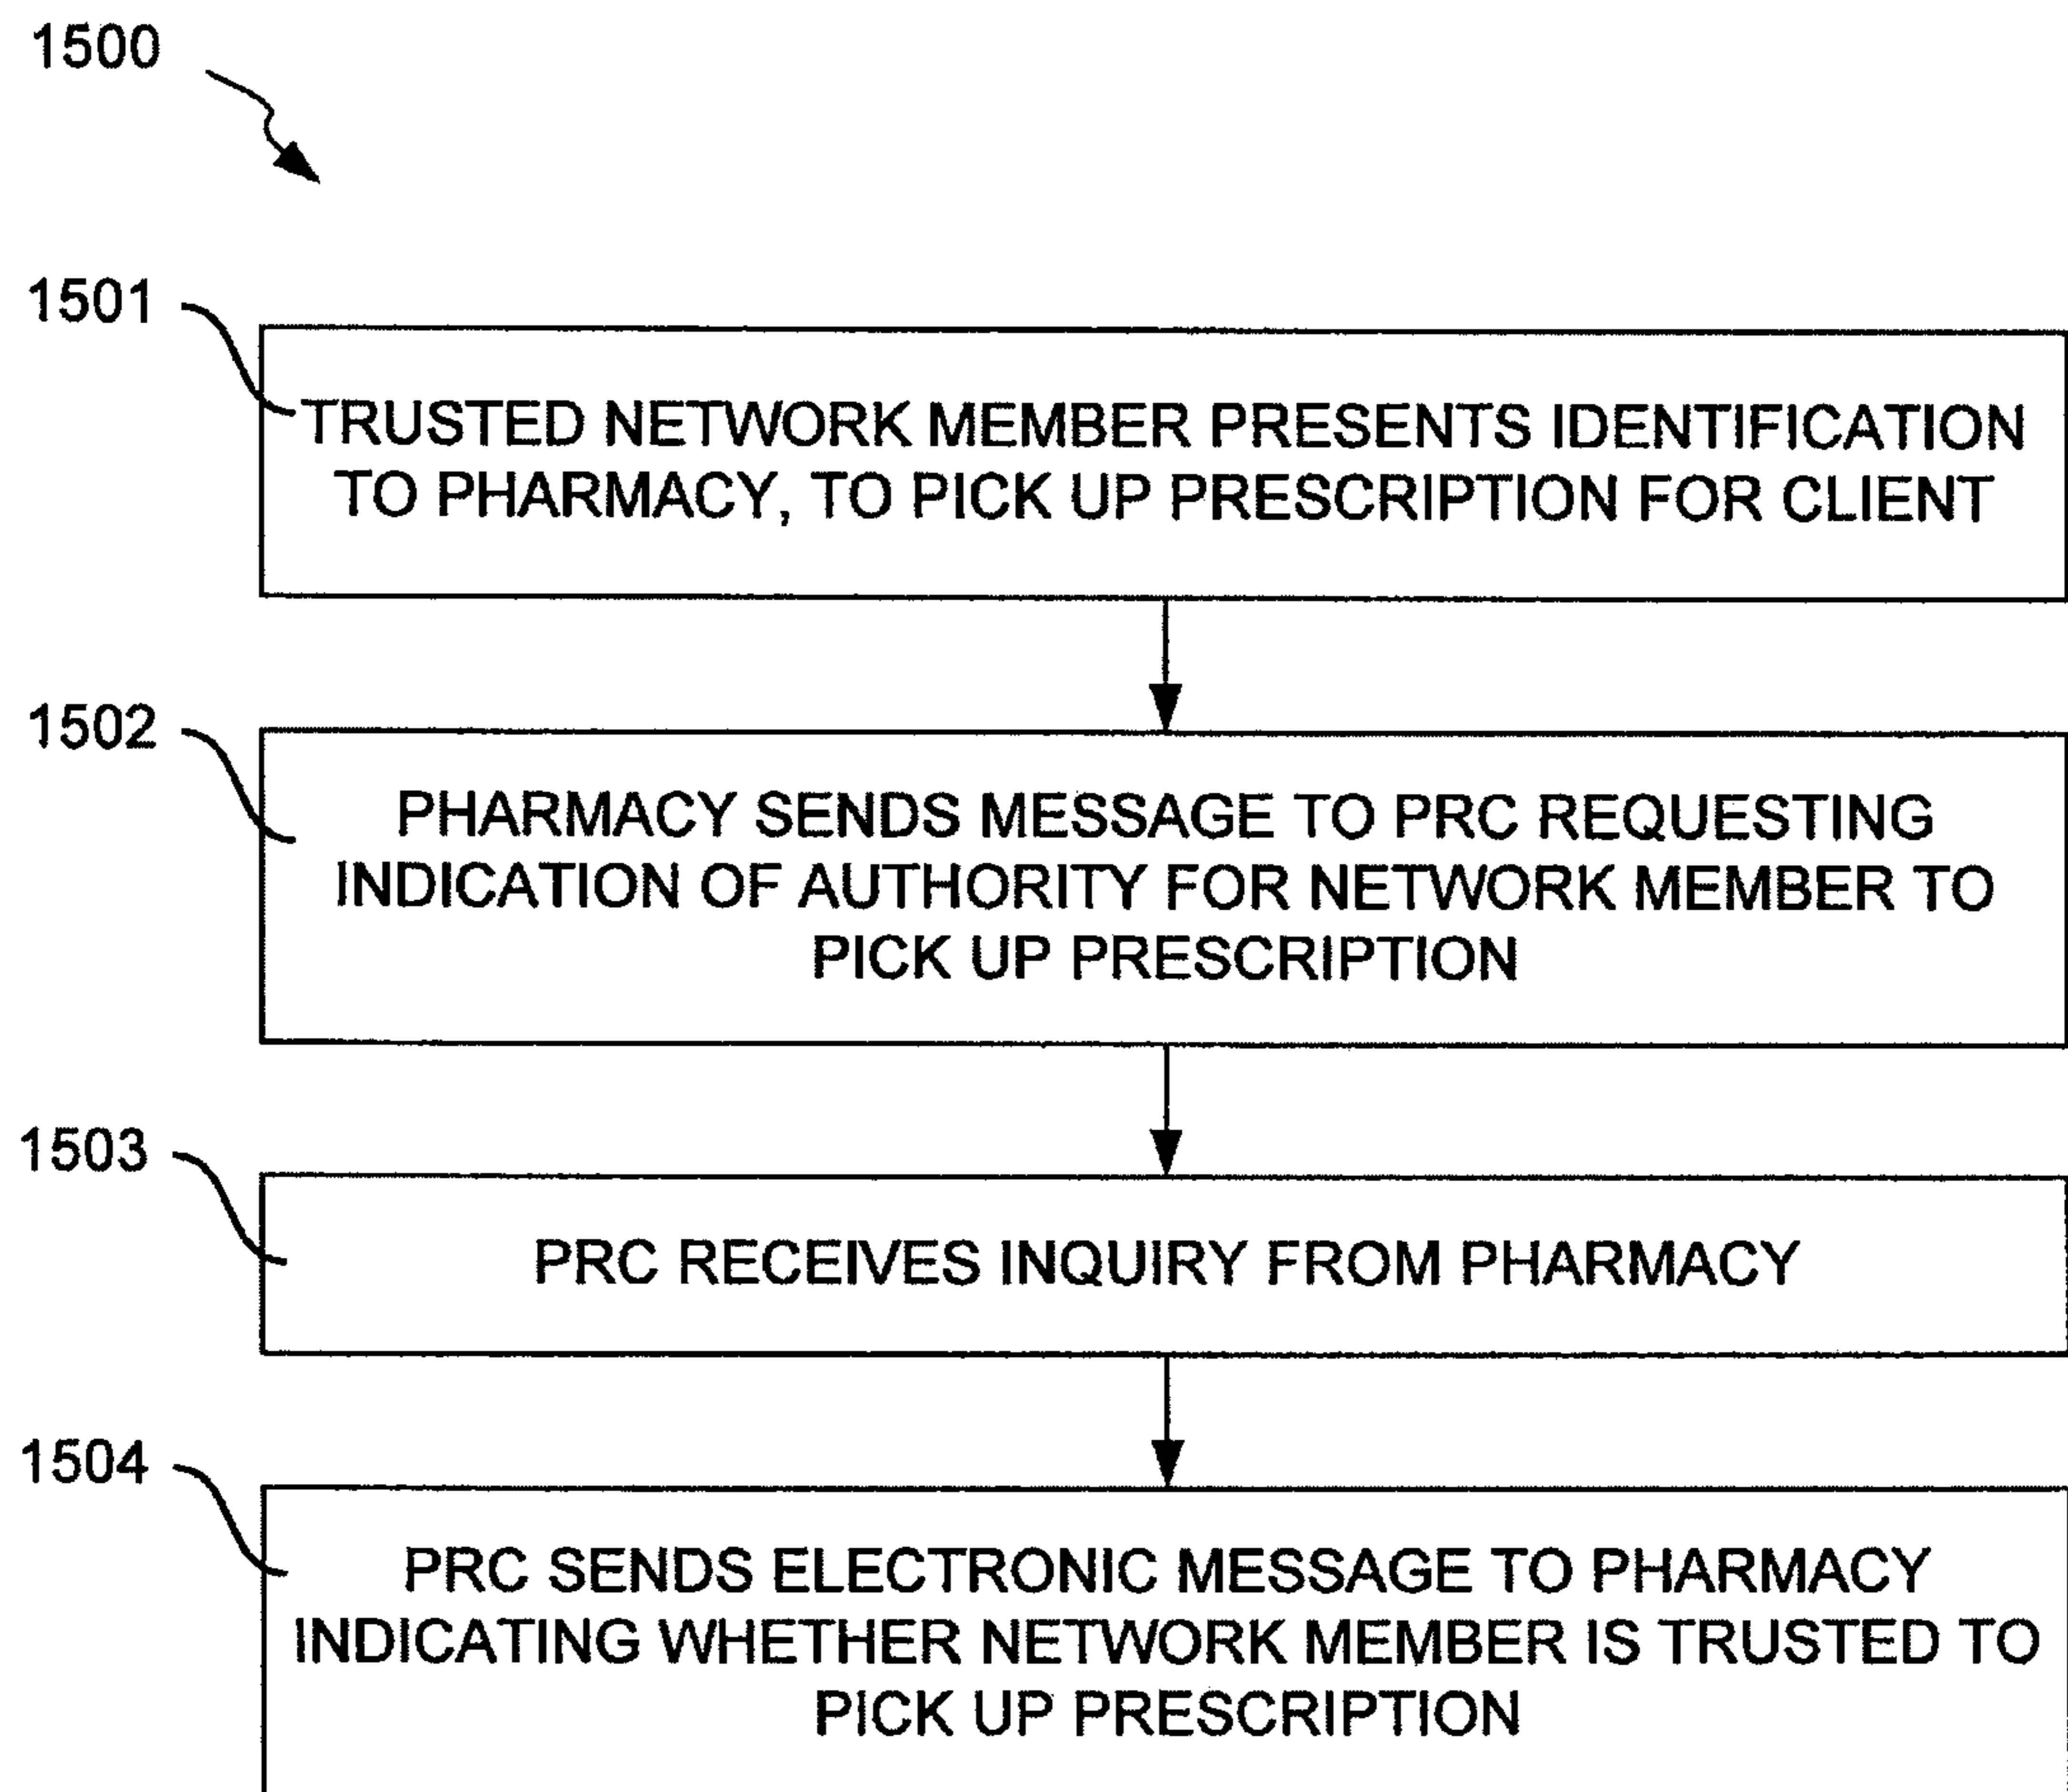 1500
1501
TRUSTED NETWORK MEMBER PRESENTS IDENTIFICATION
TO PHARMACY, TO PICK UP PRESCRIPTION FOR CLIENT
1502
PHARMACY SENDS MESSAGE TO PRC REQUESTING
INDICATION OF AUTHORITY FOR NETWORK MEMBER TO
PICK UP PRESCRIPTION
1503
PRC RECEIVES INQUIRY FROM PHARMACY
1504
PRC SENDS ELECTRONIC MESSAGE TO PHARMACY
INDICATING WHETHER NETWORK MEMBER IS TRUSTED TO
PICK UP PRESCRIPTION